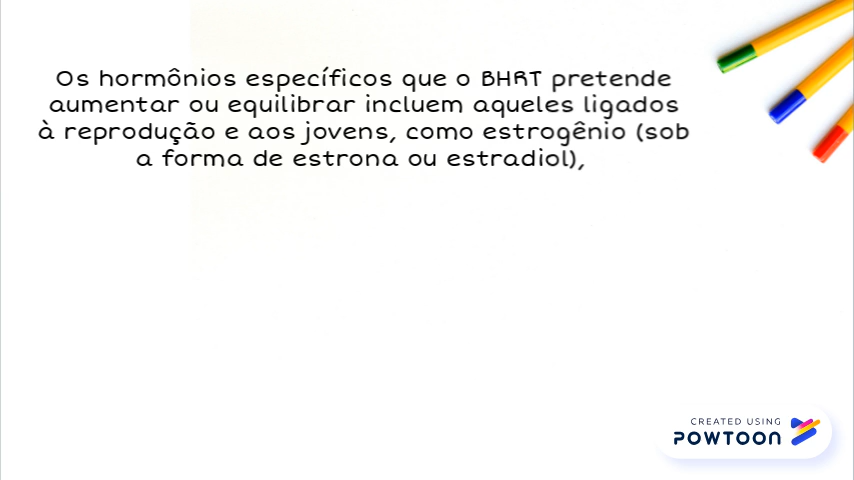 Os hormônios específicos que o BHRT pretende
aumentar ou equilibrar incluem aqueles ligados
à reprodução e aos jovens, como estrogênio (sob
a forma de estrona ou estradiol),
CREATED USING
POWTOON